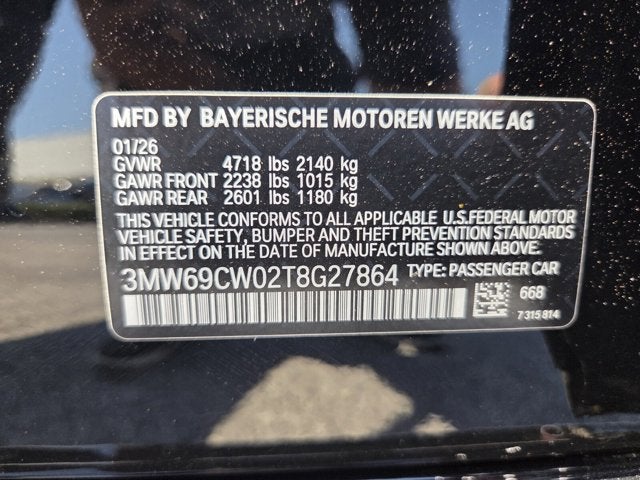 MFD BY BAYERISCHE MOTOREN WERKE AG
01/26
GVWR 4718 lbs 2140 kg
GAWR FRONT 2238 lbs 1015 kg
GAWR REAR 2601 lbs 1180 kg
THIS VEHICLE CONFORMS TO ALL APPLICABLE U.S.FEDERAL MOTOR
VEHICLE SAFETY, BUMPER AND THEFT PREVENTION STANDARDS
IN EFFECT ON THE DATE OF MANUFACTURE SHOWN ABOVE.
3MW69CW02T8G27864 TYPE: PASSENGER CAR
668
7 315 814